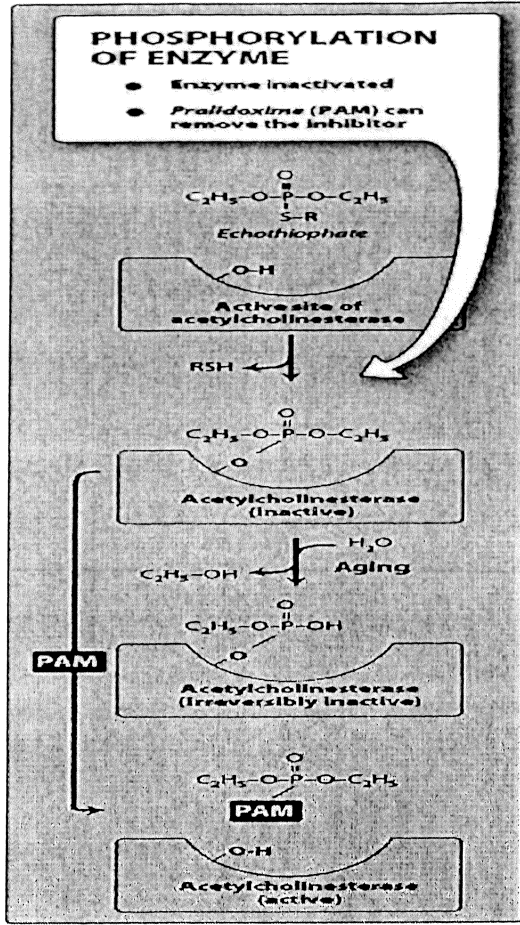 PHOSPHORYLATION
OF ENZYME
● Enzyme inactivated
● Pralidoxime (PAM) can
remove the inhibitor
O
C₂H₅-O-P-O-C₂H₅
S-R
Echothiophate
O-H
Active site of
acetylcholinesterase
RSH
O
C₂H₅-O-P-O-C₂H₅
O
Acetylcholinesterase
(inactive)
H₂O
C₂H₅-OH
Aging
O
C₂H₅-O-P-OH
O
PAM
Acetylcholinesterase
(irreversibly inactive)
O
C₂H₅-O-P-O-C₂H₅
PAM
O-H
Acetylcholinesterase
(active)